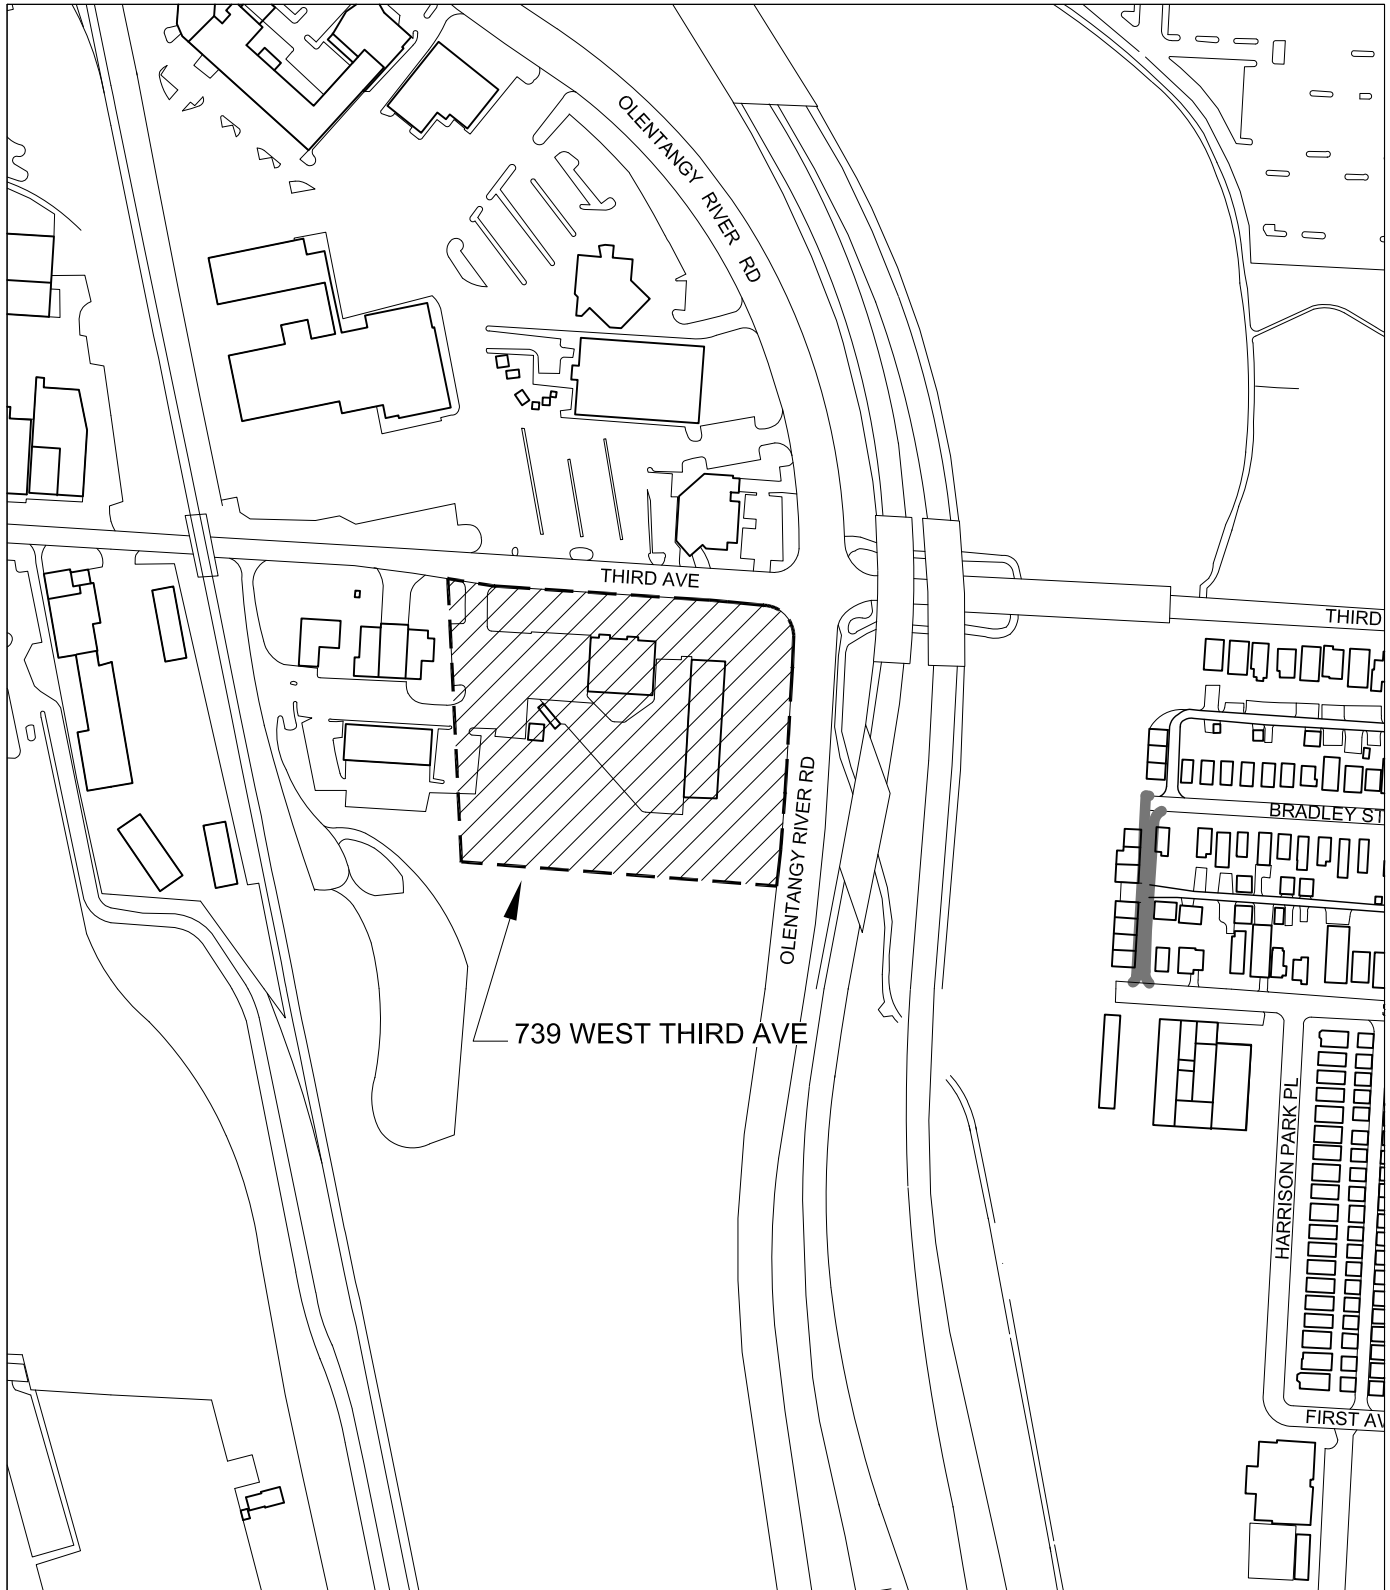 OLENTANGY RIVER RD
THIRD AVE
THIRD
BRADLEY ST
OLENTANGY RIVER RD
739 WEST THIRD AVE
HARRISON PARK PL
FIRST AV